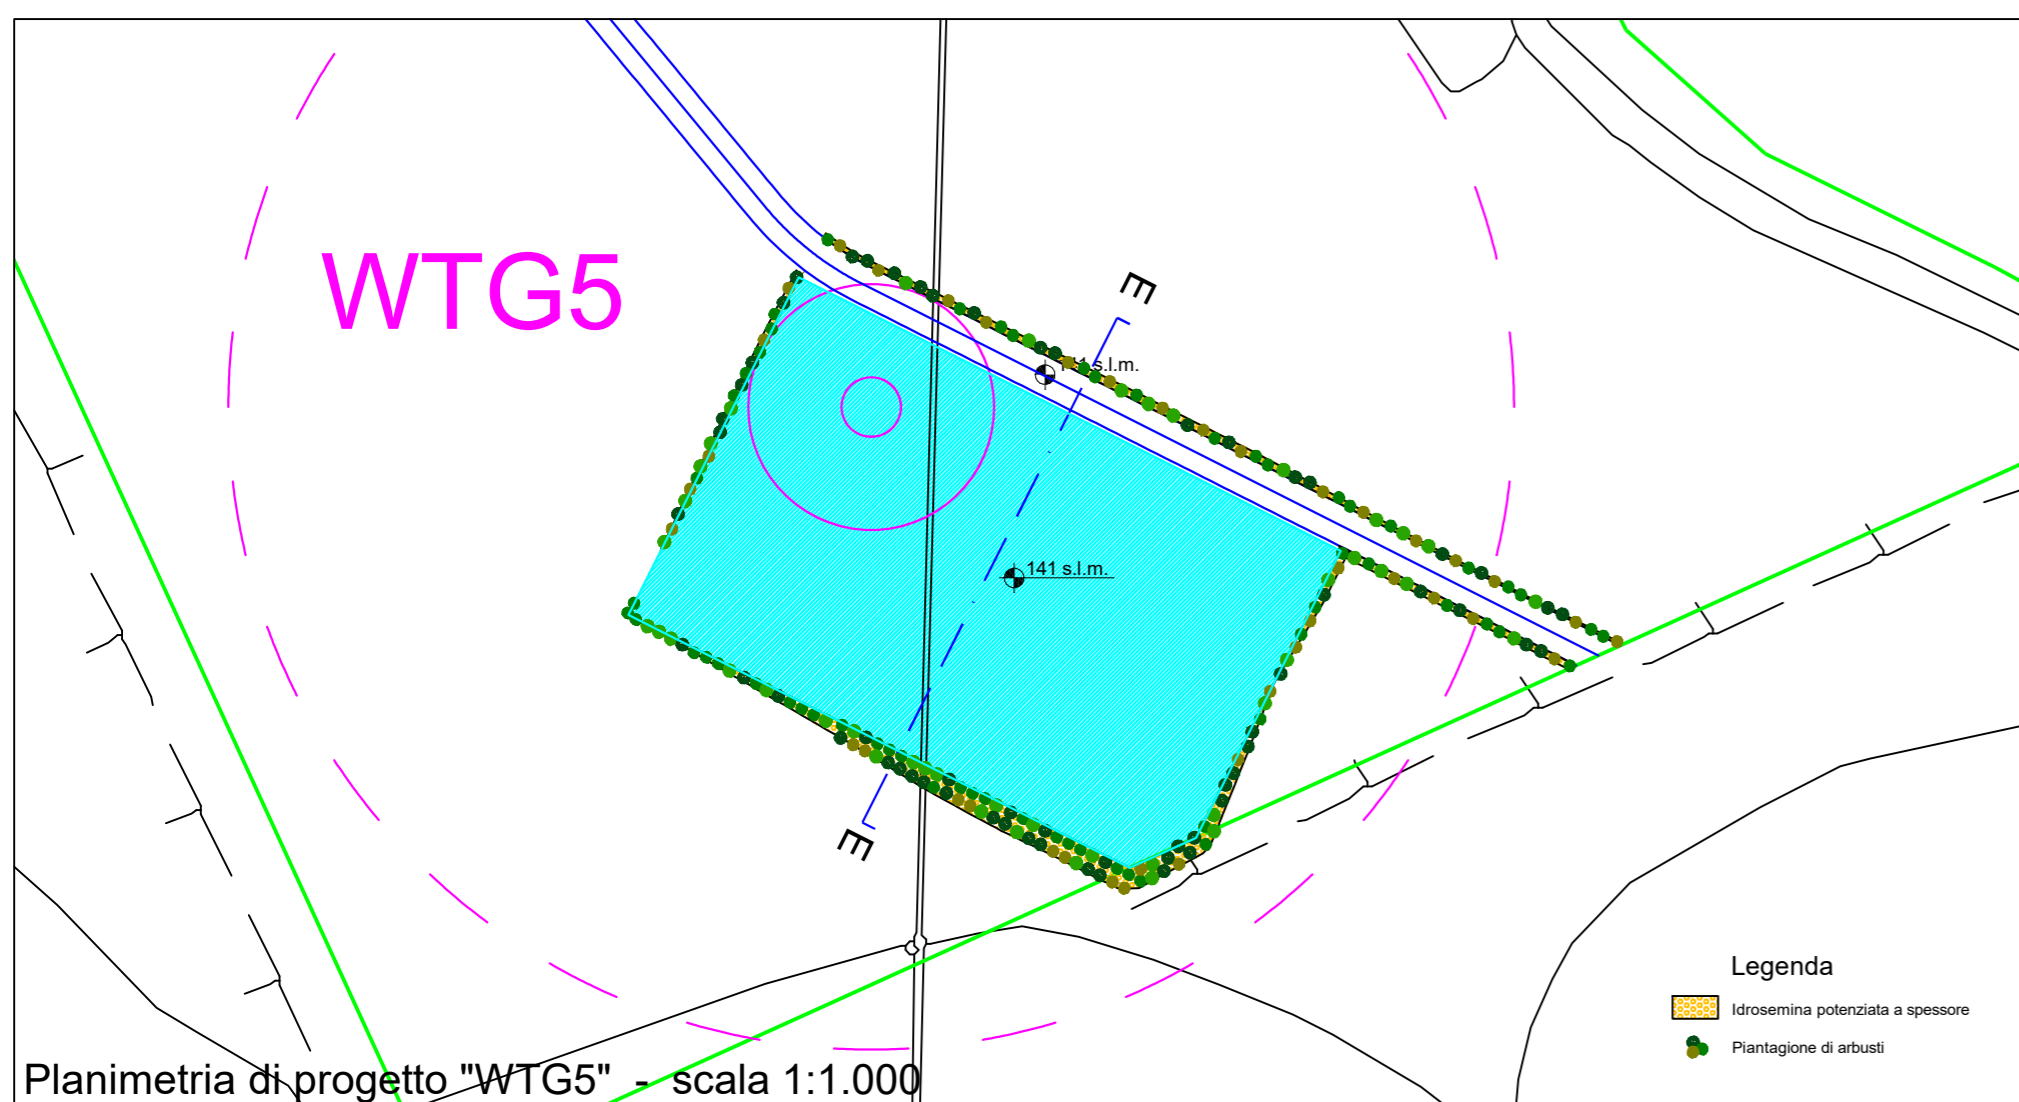 WTG5
E
s.l.m.
141 s.l.m.
E
Legenda
Idrosemina potenziata a spessore
Piantagione di arbusti
Planimetria di progetto "WTG5" - scala 1:1.000